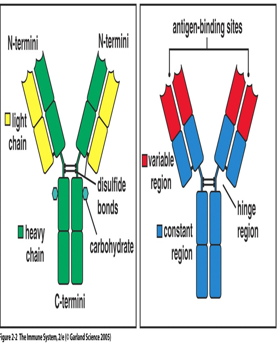 N-termini
N-termini
light
chain
disulfide
bonds
heavy
chain
carbohydrate
C-termini
antigen-binding sites
variable
region
hinge
region
constant
region
Figure 2-2 The Immune System, 2/e (© Garland Science 2005)